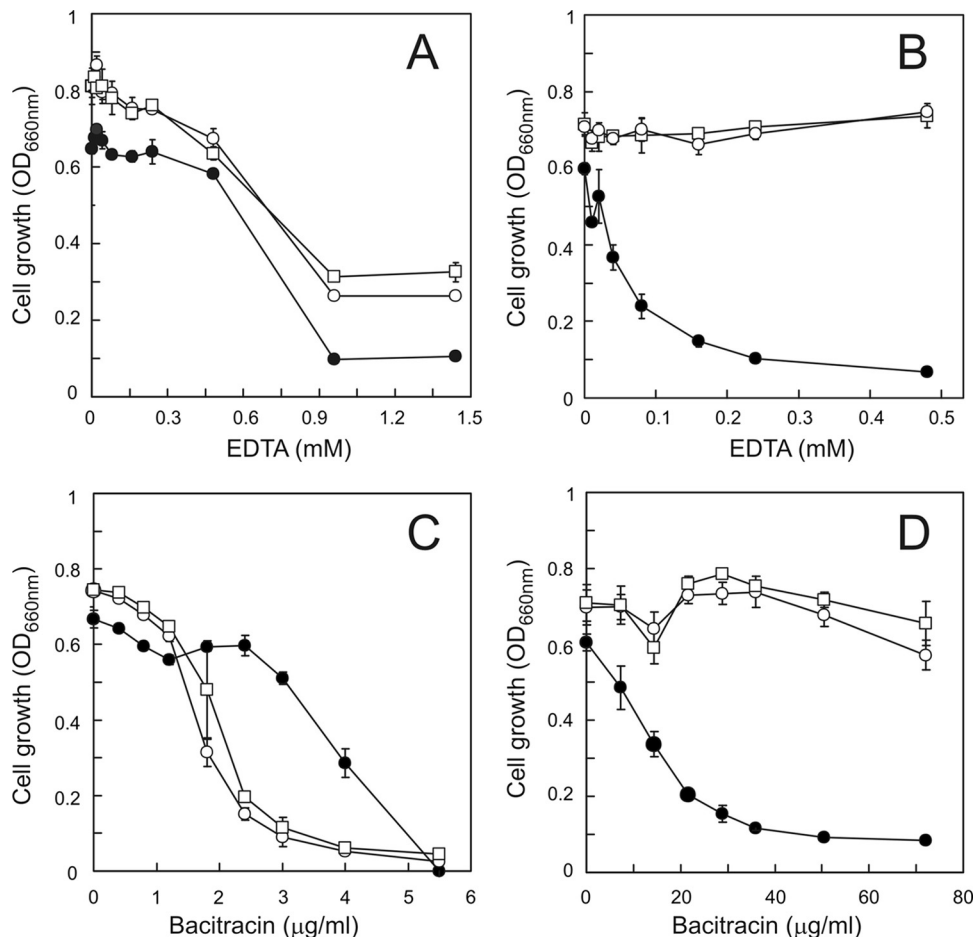 A
1
0.8
0.6
0.4
0.2
0
Cell growth (OD660nm)
0 0.3 0.6 0.9 1.2 1.5
EDTA (mM)
B
1
0.8
0.6
0.4
0.2
0
Cell growth (OD660nm)
0 0.1 0.2 0.3 0.4 0.5
EDTA (mM)
C
1
0.8
0.6
0.4
0.2
0
Cell growth (OD660nm)
0 1 2 3 4 5 6
Bacitracin (μg/ml)
D
1
0.8
0.6
0.4
0.2
0
Cell growth (OD660nm)
0 20 40 60 80
Bacitracin (μg/ml)